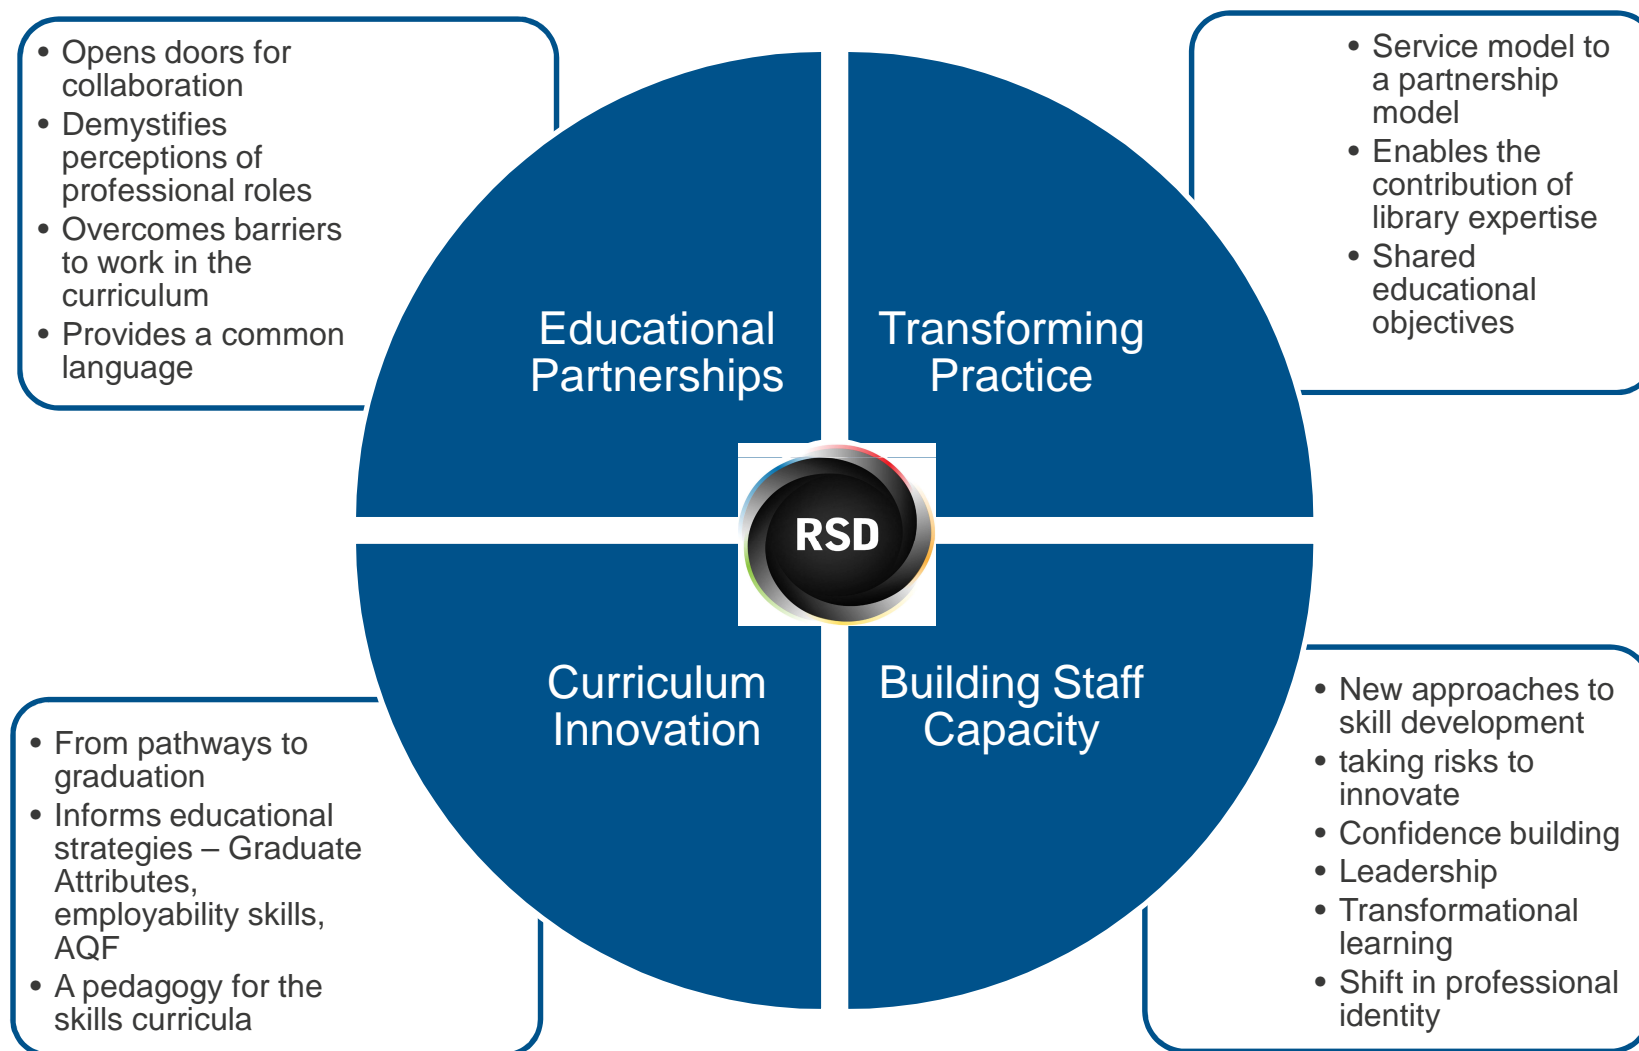 • Opens doors for
collaboration
• Demystifies
perceptions of
professional roles
• Overcomes barriers
to work in the
curriculum
• Provides a common
language
• Service model to
a partnership
model
• Enables the
contribution of
library expertise
• Shared
educational
objectives
Educational
Partnerships
Transforming
Practice
RSD
Curriculum
Innovation
Building Staff
Capacity
• From pathways to
graduation
• Informs educational
strategies – Graduate
Attributes,
employability skills,
AQF
• A pedagogy for the
skills curricula
• New approaches to
skill development
• taking risks to
innovate
• Confidence building
• Leadership
• Transformational
learning
• Shift in professional
identity